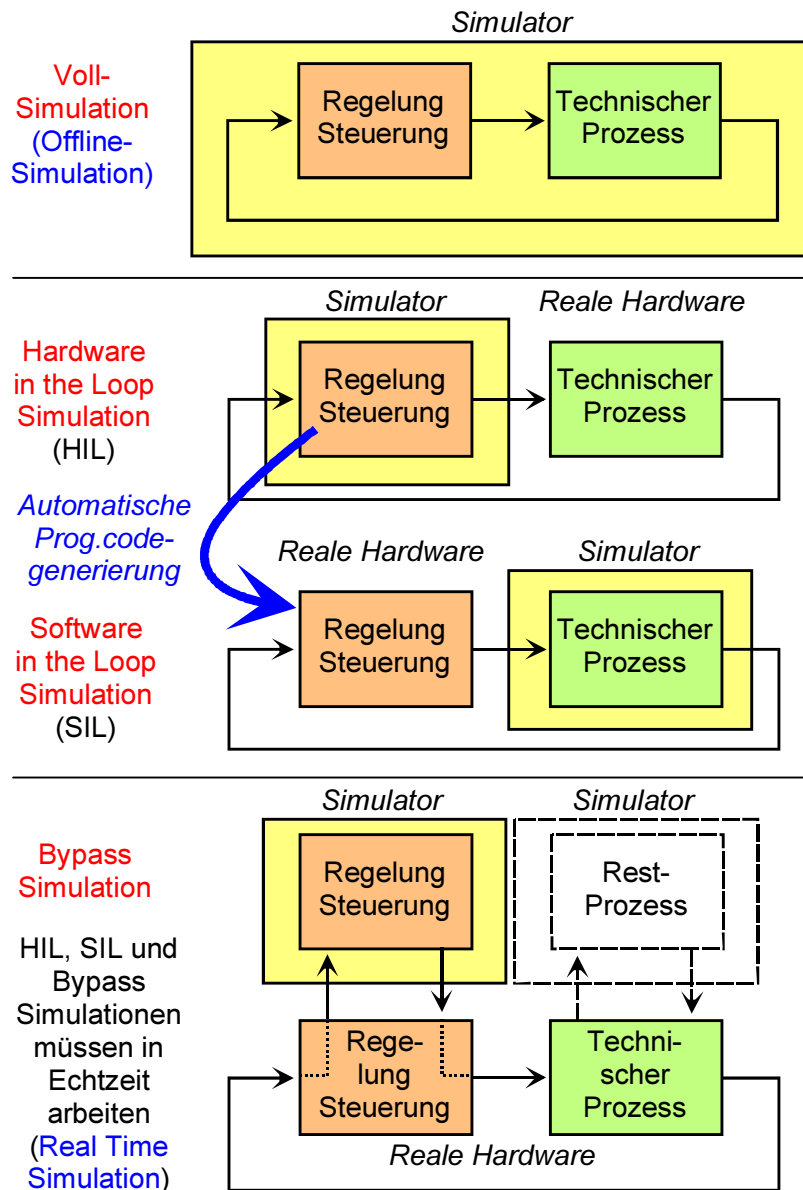 Simulator
Voll-
Simulation
(Offline-
Simulation)
Regelung
Steuerung
Technischer
Prozess
Simulator
Reale Hardware
Hardware
in the Loop
Simulation
(HIL)
Regelung
Steuerung
Technischer
Prozess
Automatische
Prog.code-
generierung
Reale Hardware
Simulator
Software
in the Loop
Simulation
(SIL)
Regelung
Steuerung
Technischer
Prozess
Simulator
Simulator
Bypass
Simulation
Regelung
Steuerung
Rest-
Prozess
HIL, SIL und
Bypass
Simulationen
müssen in
Echtzeit
arbeiten
(Real Time
Simulation)
Rege-
lung
Steuerung
Techni-
scher
Prozess
Reale Hardware